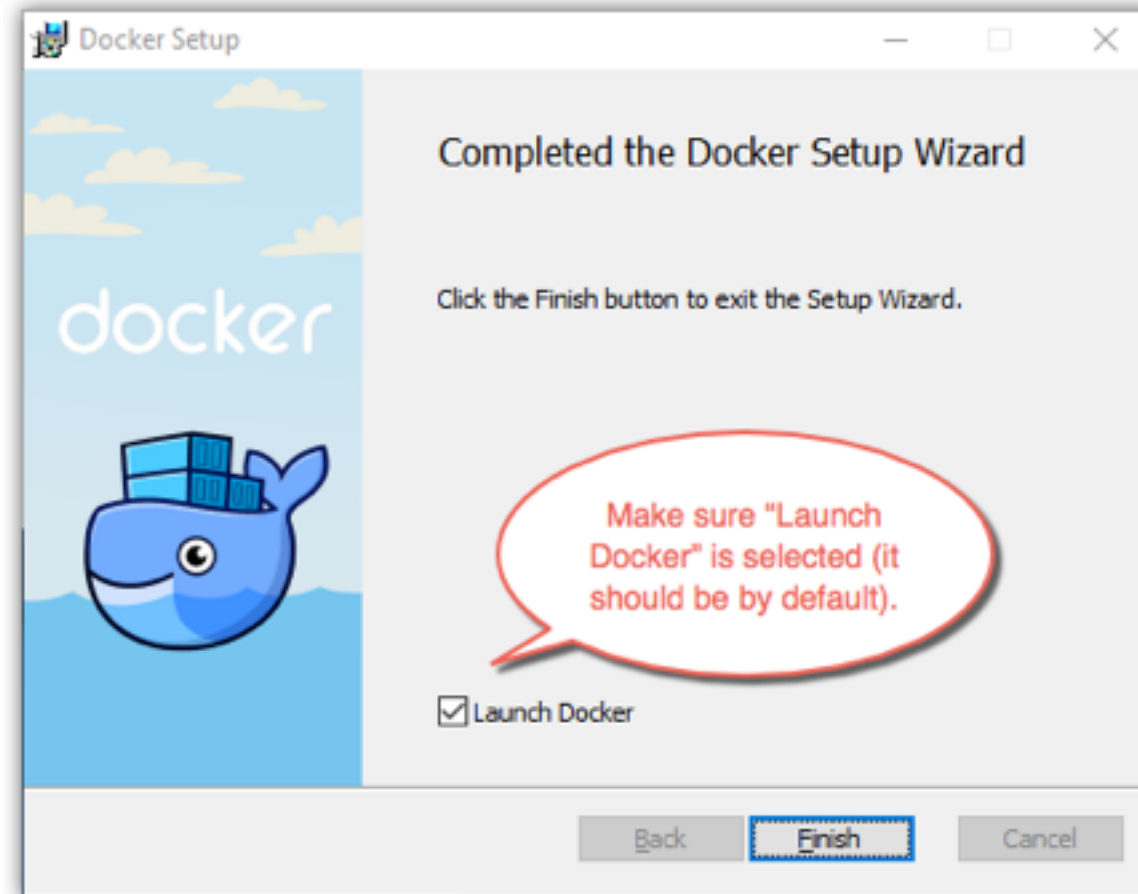 Docker Setup
Completed the Docker Setup Wizard
Click the Finish button to exit the Setup Wizard.
docker
Make sure "Launch
Docker" is selected (it
should be by default).
Launch Docker
Back
Finish
Cancel